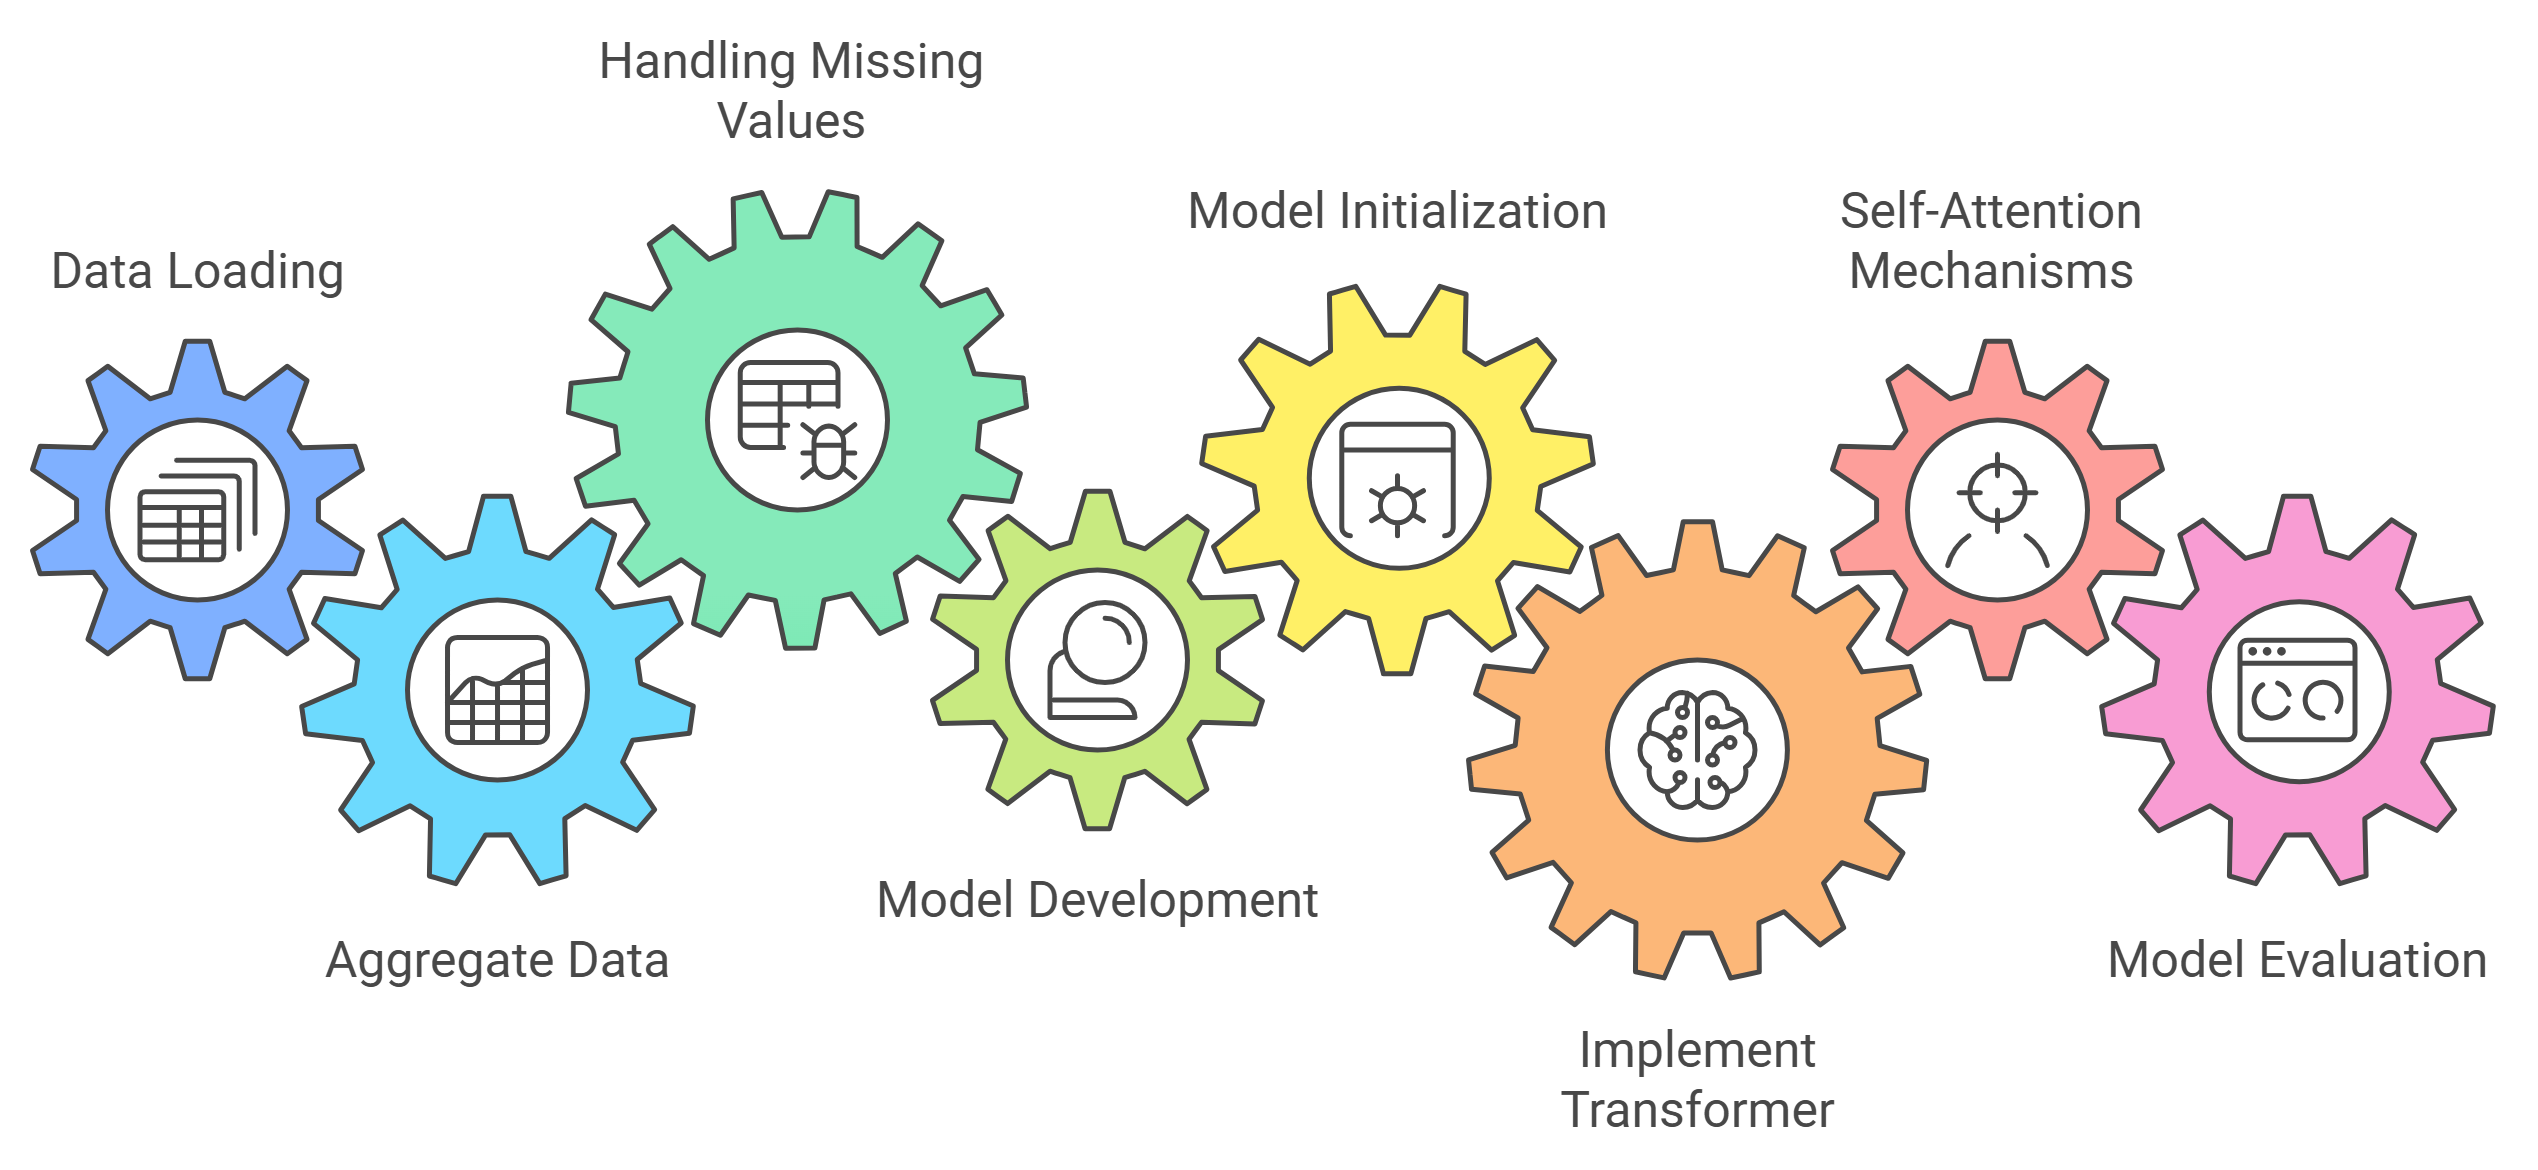 Data Loading
Aggregate Data
Handling Missing
Values
Model Development
Model Initialization
Implement
Transformer
Self-Attention
Mechanisms
Model Evaluation